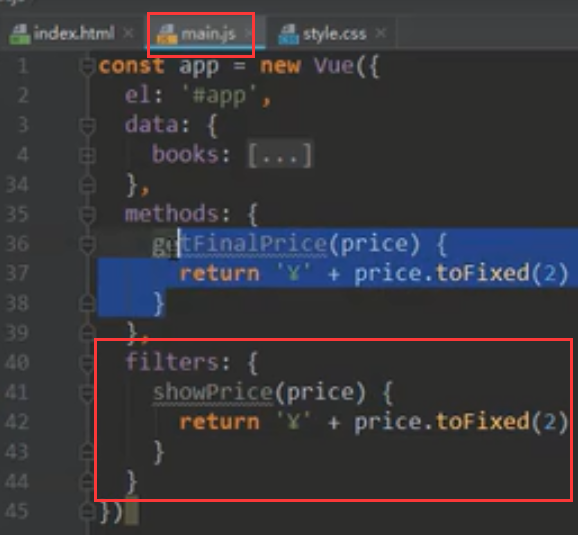 index.html × main.js × style.css ×
1 const app = new Vue({
2 el: '#app',
3 data: {
4 books: [...]
34 },
35 methods: {
36 getFinalPrice(price) {
37 return '¥' + price.toFixed(2)
38 }
39 },
40 filters: {
41 showPrice(price) {
42 return '¥' + price.toFixed(2)
43 }
44 }
45 })